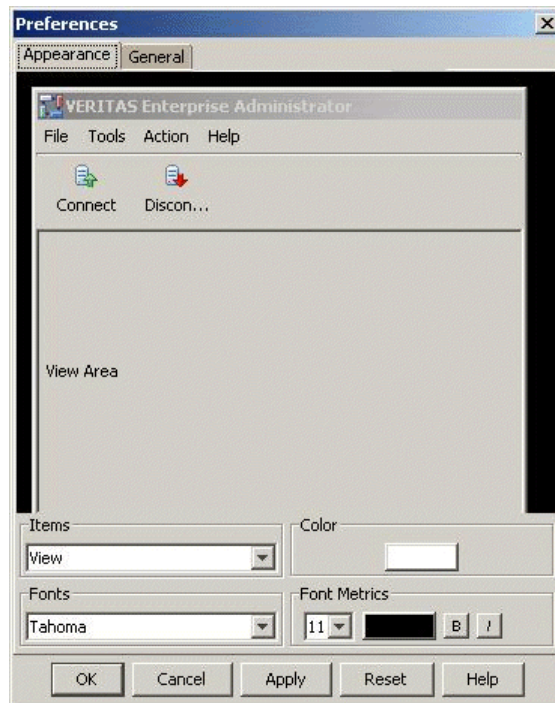 Preferences
Appearance General
VERITAS Enterprise Administrator
File Tools Action Help
Connect Discon...
View Area
Items
View
Color
Fonts
Tahoma
Font Metrics
11 B I
OK Cancel Apply Reset Help